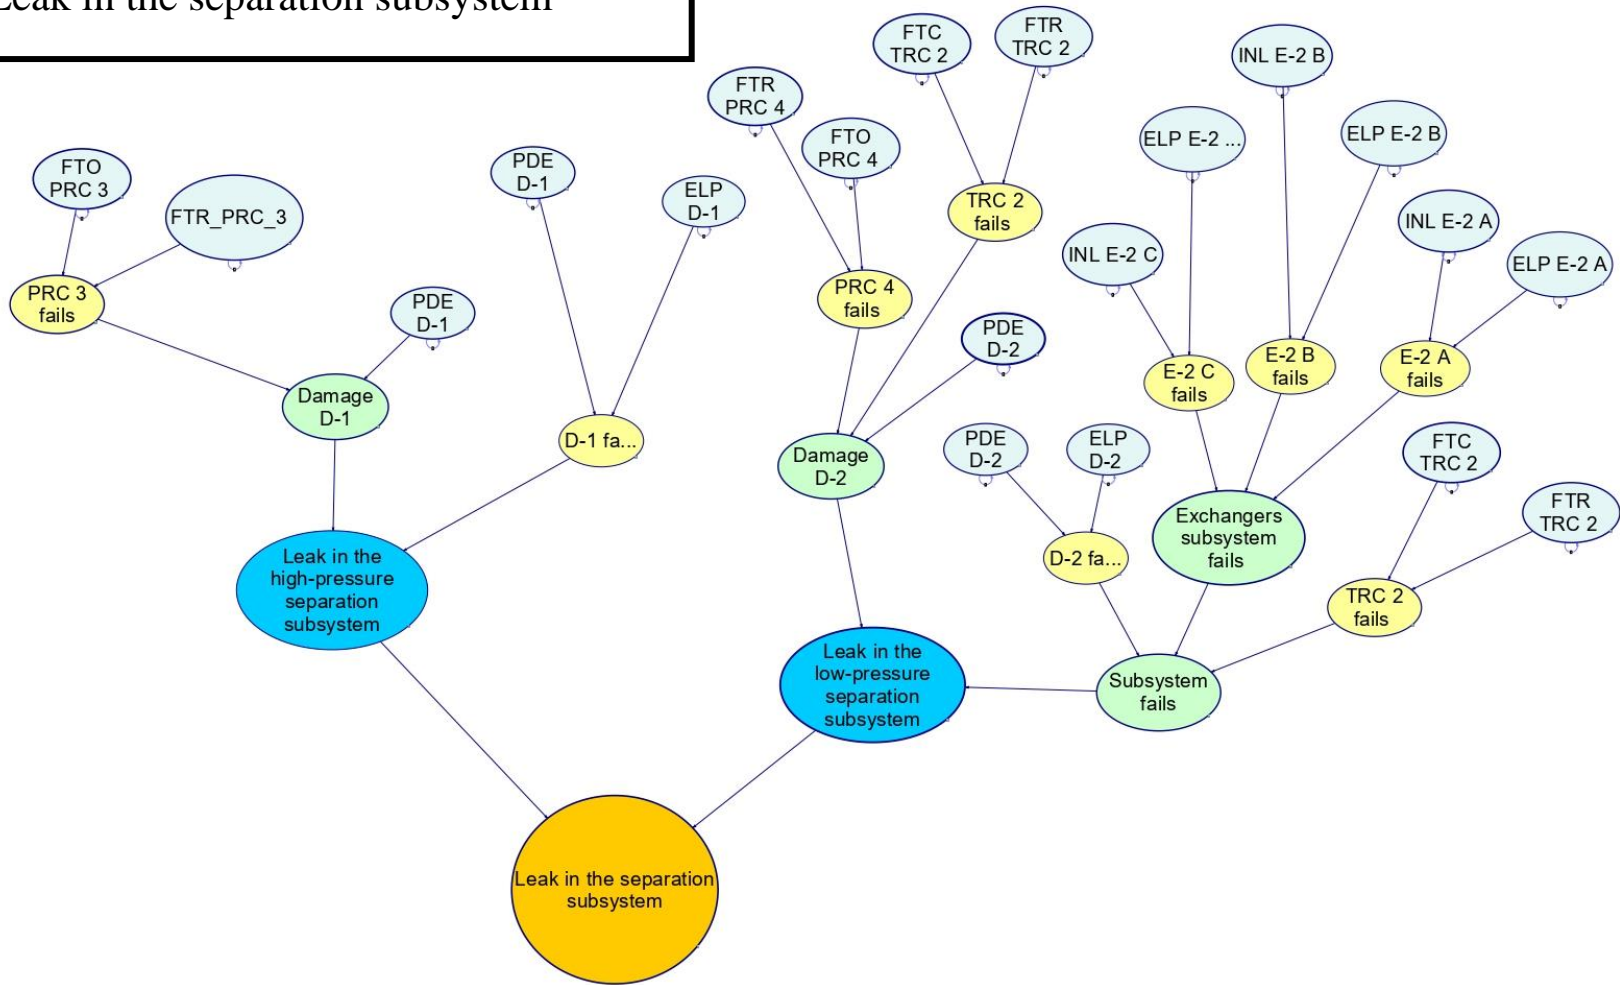 Leak in the separation subsystem
FTC
TRC 2
FTR
TRC 2
INL E-2 B
FTR
PRC 4
FTO
PRC 4
ELP E-2 ...
ELP E-2 B
FTO
PRC 3
FTR_PRC_3
PDE
D-1
ELP
D-1
TRC 2
fails
INL E-2 C
INL E-2 A
ELP E-2 A
PRC 3
fails
PDE
D-1
PRC 4
fails
PDE
D-2
E-2 C
fails
E-2 B
fails
E-2 A
fails
Damage
D-1
D-1 fa...
Damage
D-2
PDE
D-2
ELP
D-2
FTC
TRC 2
FTR
TRC 2
Exchangers
subsystem
fails
D-2 fa...
TRC 2
fails
Leak in the
high-pressure
separation
subsystem
Leak in the
low-pressure
separation
subsystem
Subsystem
fails
Leak in the separation
subsystem